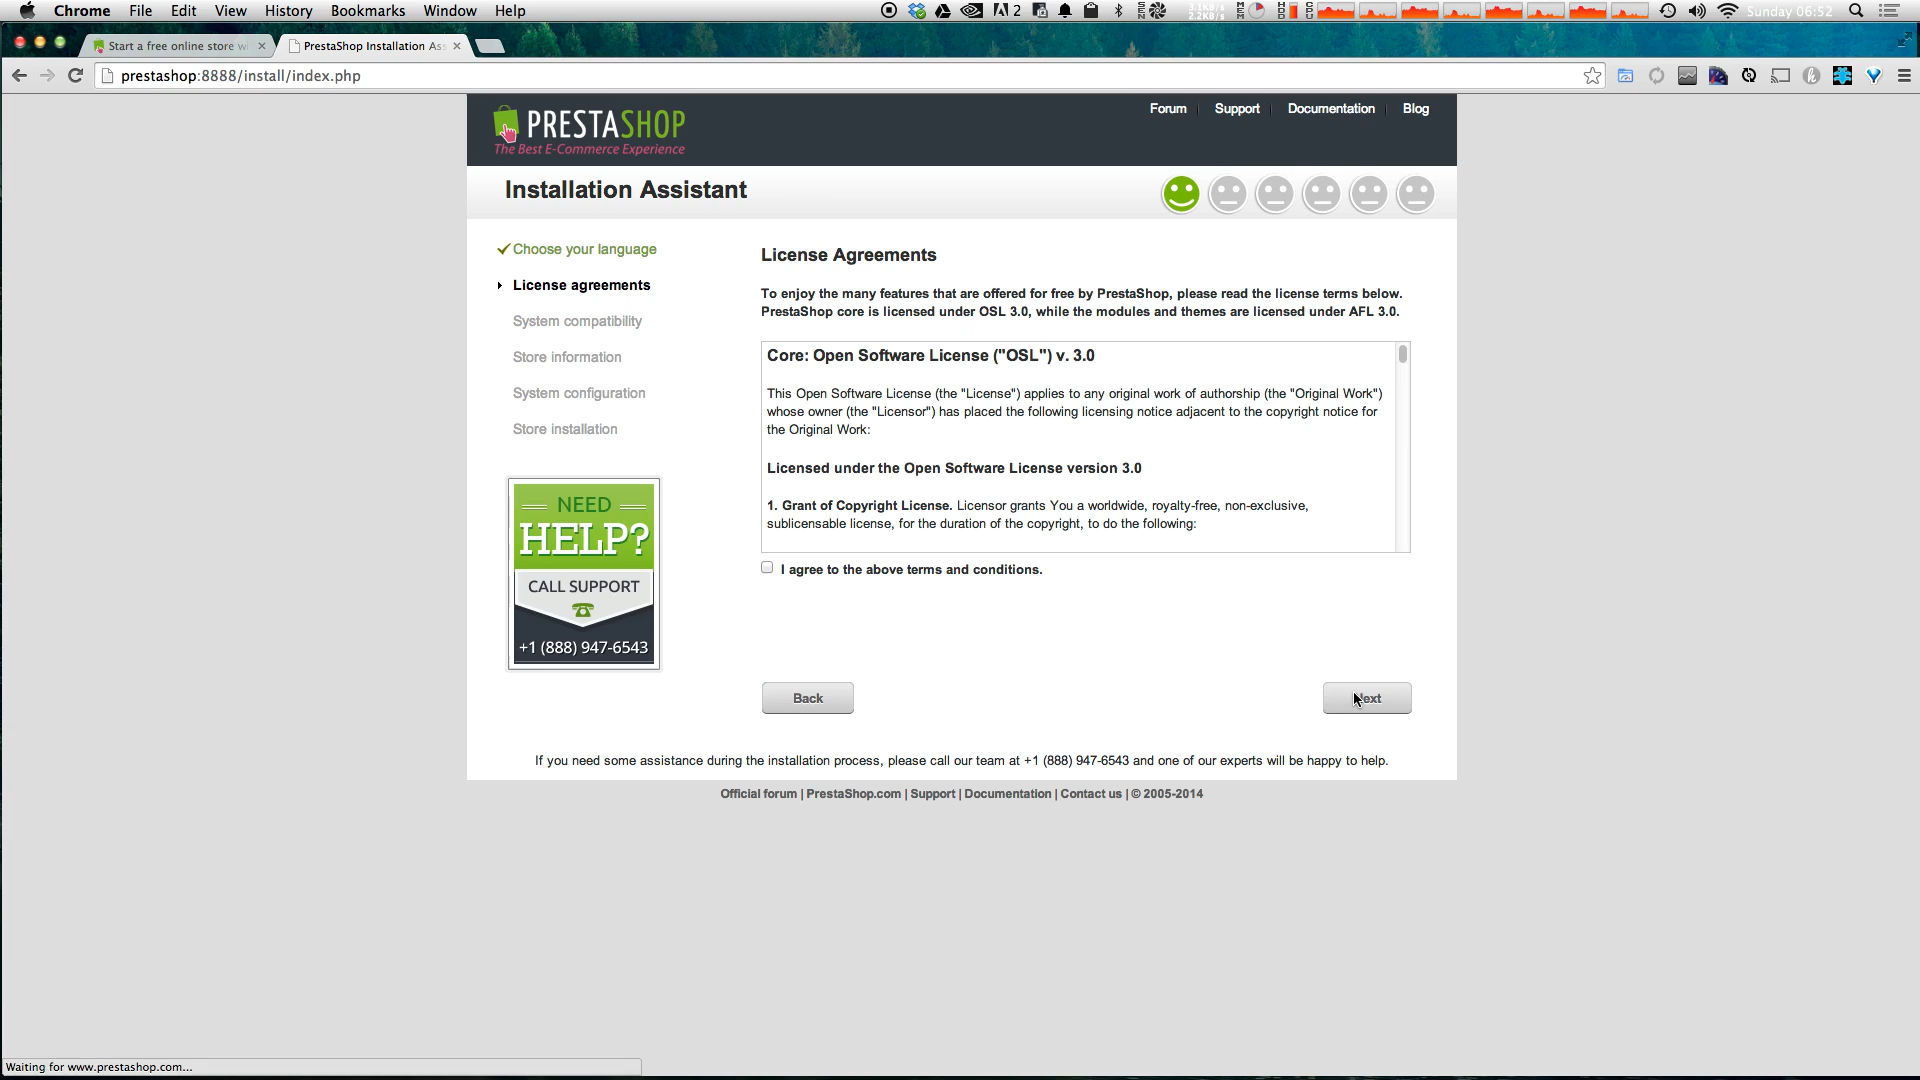 Chrome File Edit View History Bookmarks Window Help 2 Sunday 06:52
Start a free online store wi
PrestaShop Installation Ass
prestashop:8888/install/index.php
PRESTASHOP
The Best E-Commerce Experience
Forum Support Documentation Blog
Installation Assistant
Choose your language
License agreements
System compatibility
Store information
System configuration
Store installation
NEED
HELP?
CALL SUPPORT
+1 (888) 947-6543
License Agreements
To enjoy the many features that are offered for free by PrestaShop, please read the license terms below.
PrestaShop core is licensed under OSL 3.0, while the modules and themes are licensed under AFL 3.0.
Core: Open Software License ("OSL") v. 3.0
This Open Software License (the "License") applies to any original work of authorship (the "Original Work")
whose owner (the "Licensor") has placed the following licensing notice adjacent to the copyright notice for
the Original Work:
Licensed under the Open Software License version 3.0
1. Grant of Copyright License. Licensor grants You a worldwide, royalty-free, non-exclusive,
sublicensable license, for the duration of the copyright, to do the following:
I agree to the above terms and conditions.
Back
Next
If you need some assistance during the installation process, please call our team at +1 (888) 947-6543 and one of our experts will be happy to help.
Official forum | PrestaShop.com | Support | Documentation | Contact us | © 2005-2014
Waiting for www.prestashop.com...